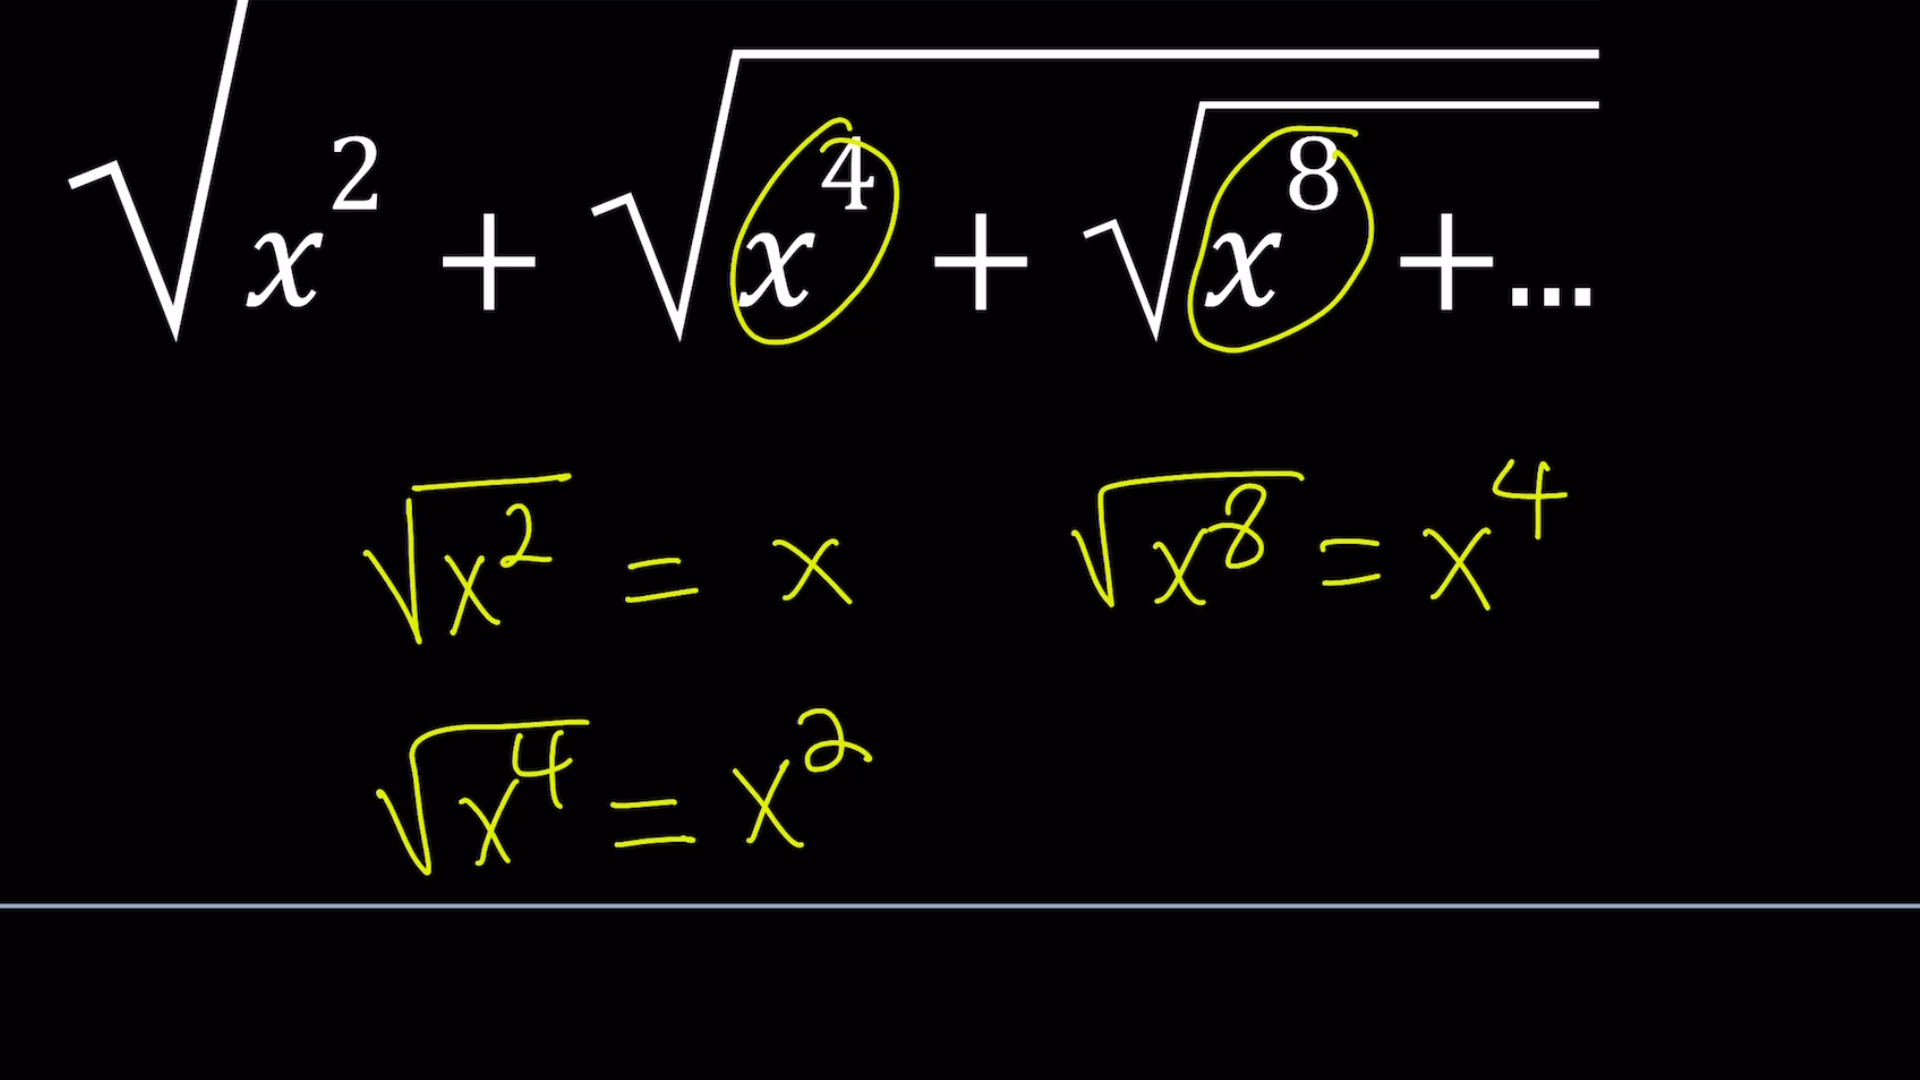 √(x² + √(x⁴ + √(x⁸ + ...
√x² = x √x⁸ = x⁴
√x⁴ = x²